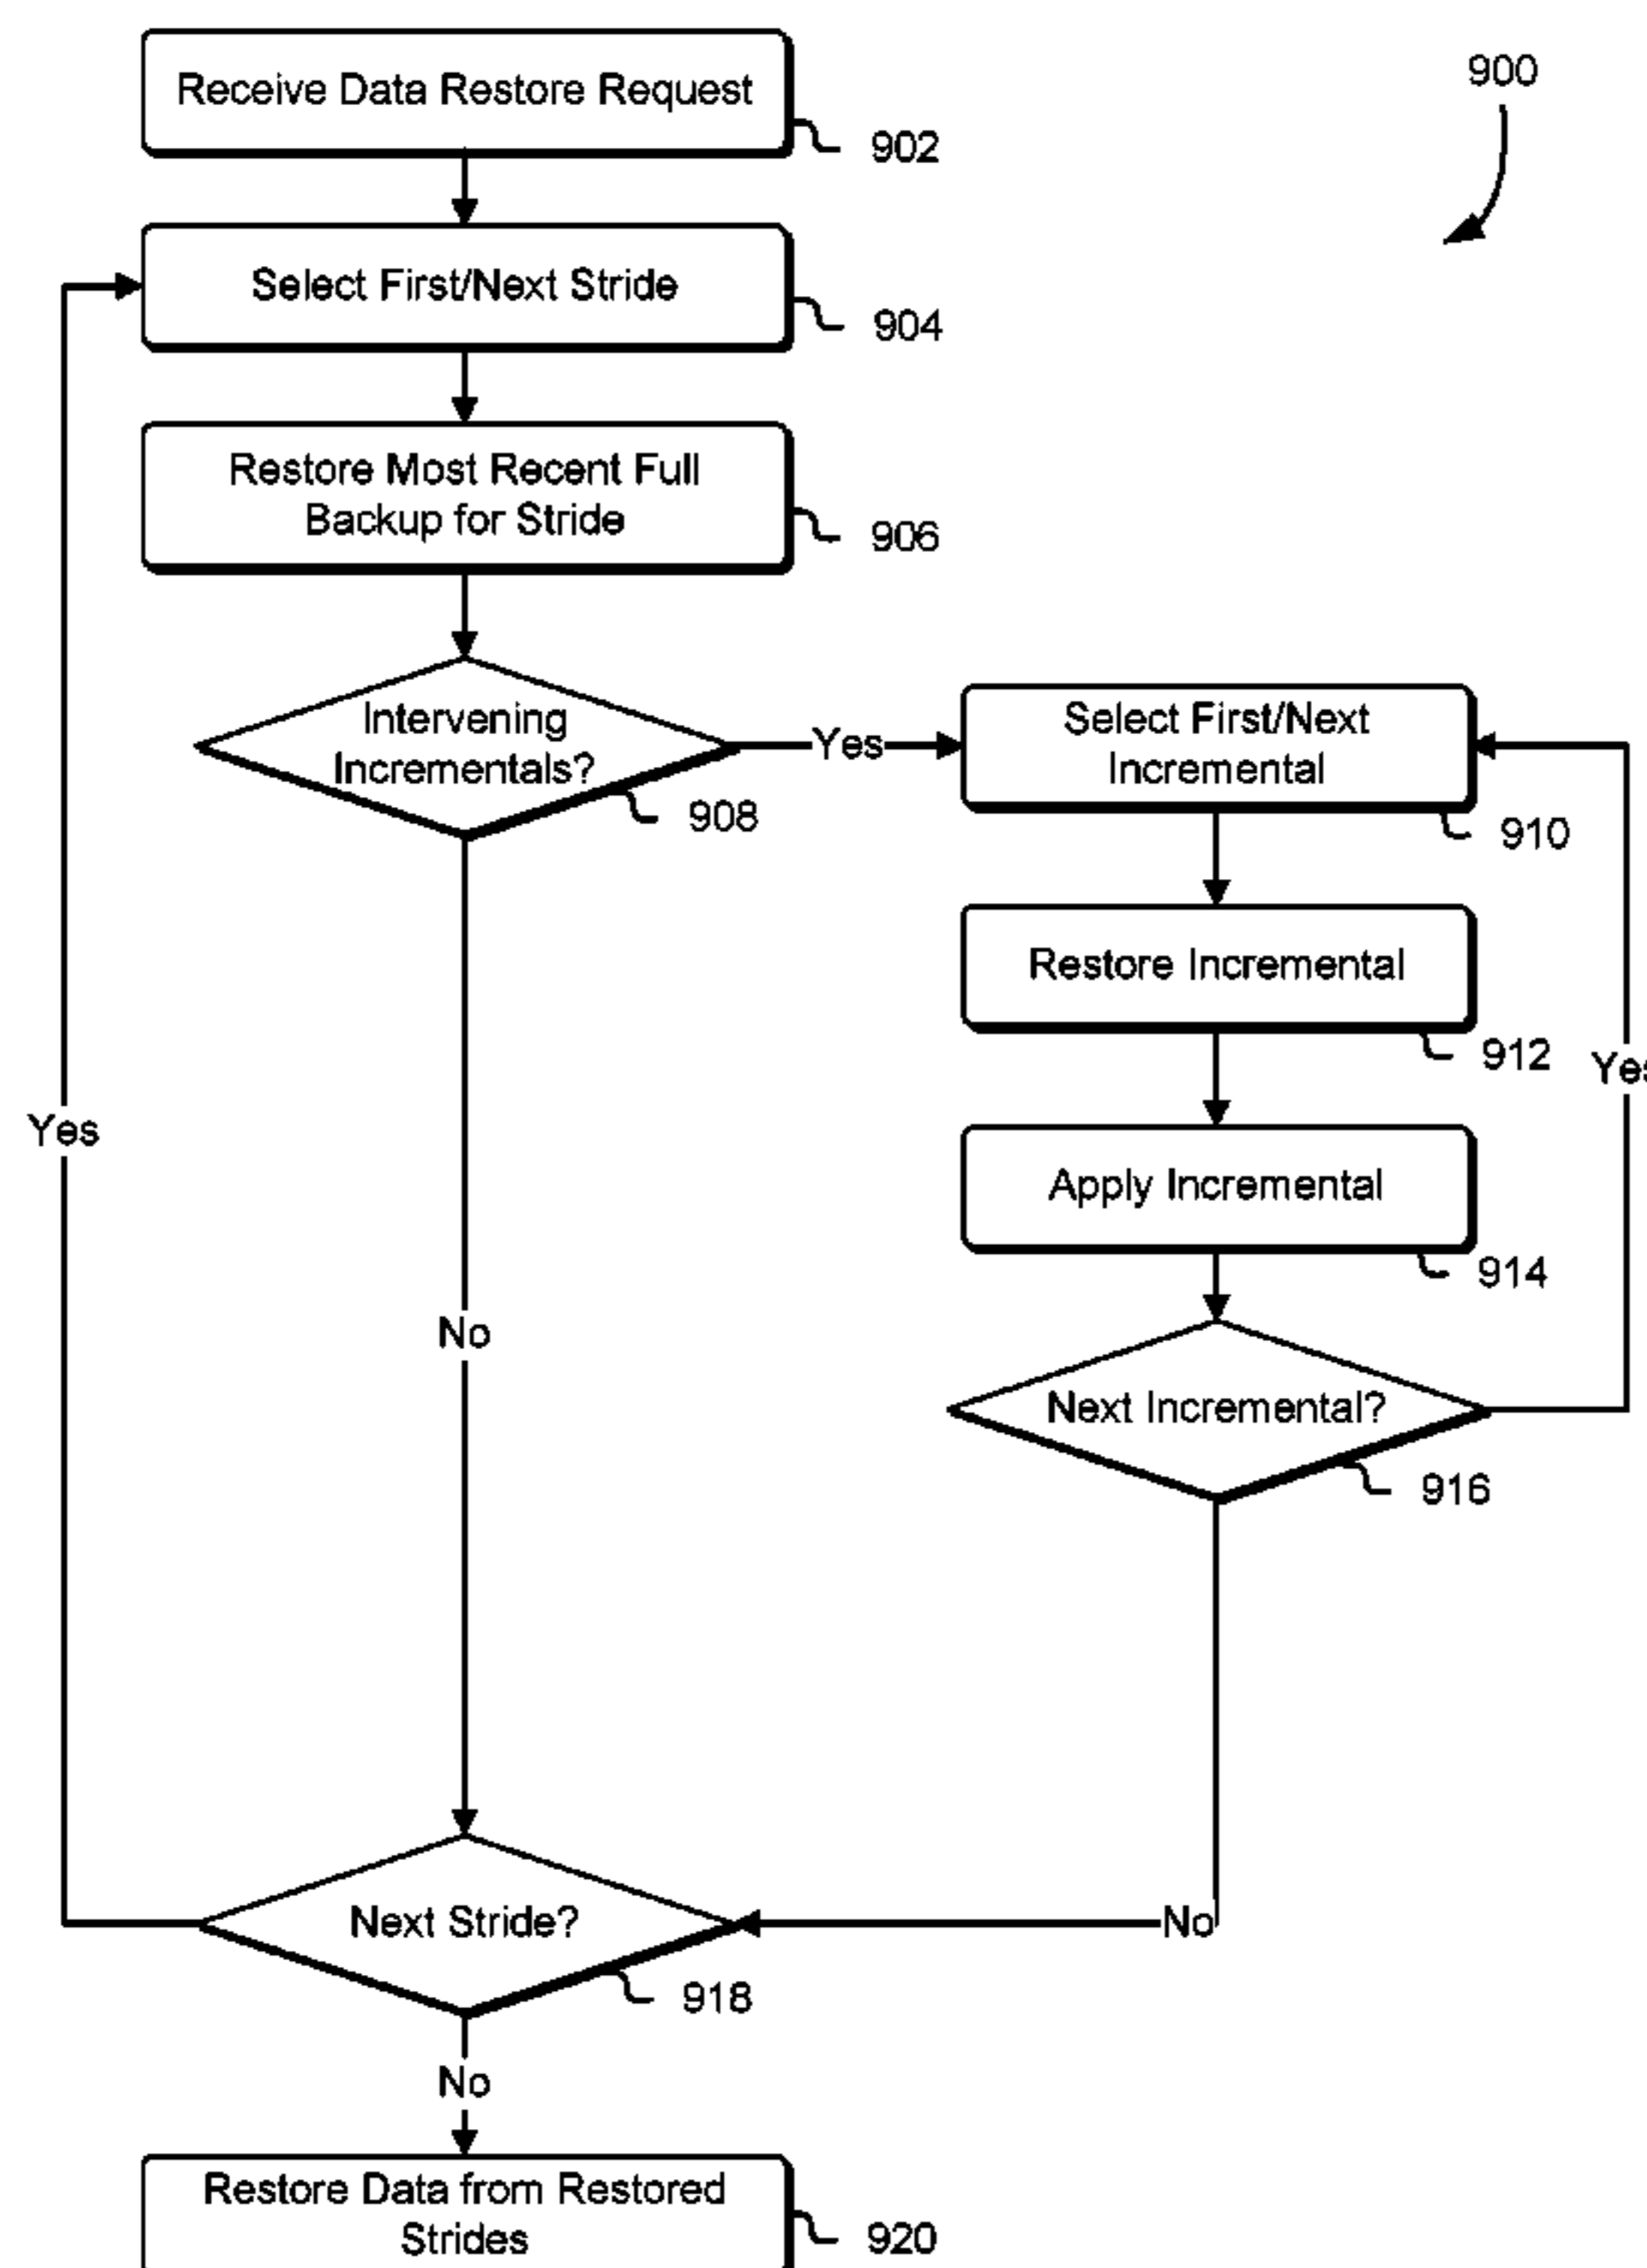 Receive Data Restore Request
902
900
Select First/Next Stride
904
Restore Most Recent Full
Backup for Stride
906
Intervening
Incrementals?
908
Yes
Select First/Next
Incremental
910
Restore Incremental
912
Yes
Apply Incremental
914
Yes
No
Next Incremental?
916
Next Stride?
918
No
No
Restore Data from Restored
Strides
920